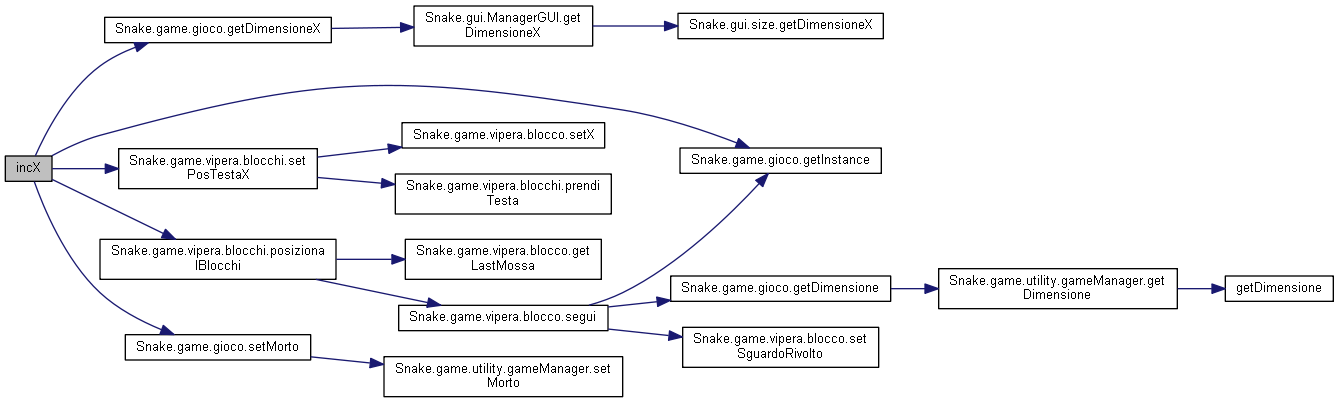 Snake.game.gioco.getDimensioneX
Snake.gui.ManagerGUI.get
DimensioneX
Snake.gui.size.getDimensioneX
incX
Snake.game.vipera.blocchi.set
PosTestaX
Snake.game.vipera.blocco.setX
Snake.game.vipera.blocchi.prendi
Testa
Snake.game.gioco.getInstance
Snake.game.vipera.blocchi.posiziona
IBlocchi
Snake.game.vipera.blocco.get
LastMossa
Snake.game.vipera.blocco.segui
Snake.game.gioco.getDimensione
Snake.game.utility.gameManager.get
Dimensione
getDimensione
Snake.game.vipera.blocco.set
SguardoRivolto
Snake.game.gioco.setMorto
Snake.game.utility.gameManager.set
Morto